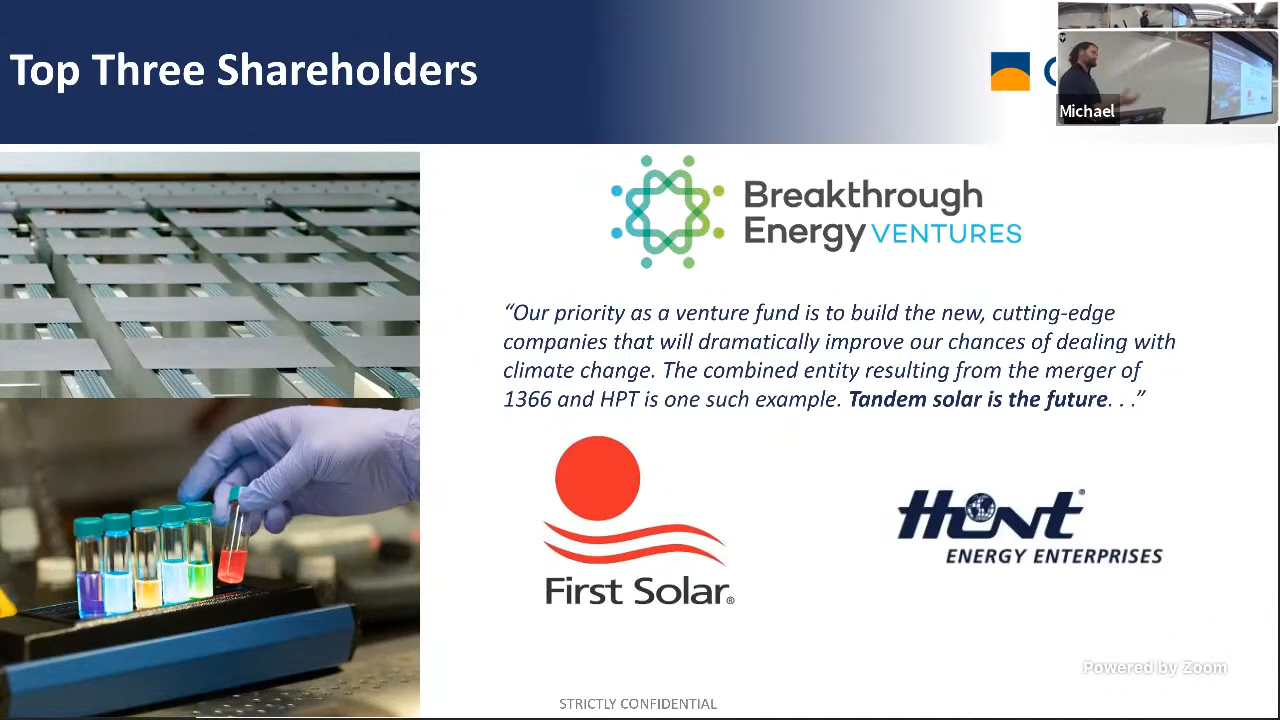 Top Three Shareholders
C
Michael
Breakthrough
Energy VENTURES
“Our priority as a venture fund is to build the new, cutting-edge
companies that will dramatically improve our chances of dealing with
climate change. The combined entity resulting from the merger of
1366 and HPT is one such example. Tandem solar is the future. . .”
First Solar®
Hunt®
ENERGY ENTERPRISES
Powered by Zoom
STRICTLY CONFIDENTIAL